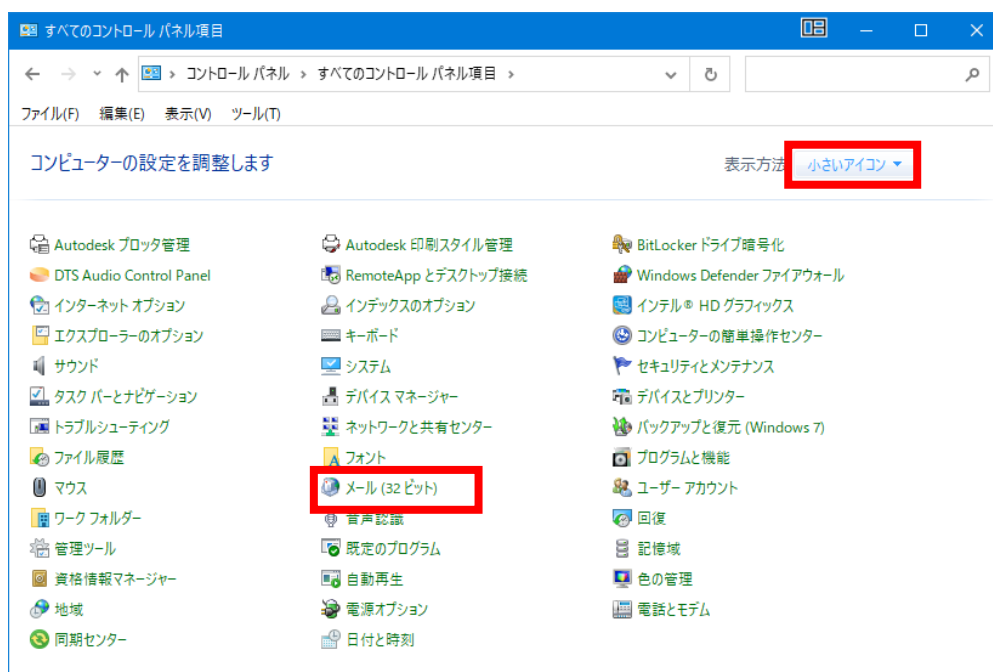 すべてのコントロール パネル項目
コントロール パネル › すべてのコントロール パネル項目 ›
ファイル(F) 編集(E) 表示(V) ツール(T)
コンピューターの設定を調整します
表示方法 小さいアイコン
Autodesk プロッタ管理 Autodesk 印刷スタイル管理 BitLocker ドライブ暗号化
DTS Audio Control Panel RemoteApp とデスクトップ接続 Windows Defender ファイアウォール
インターネット オプション インデックスのオプション インテル® HD グラフィックス
エクスプローラーのオプション キーボード コンピューターの簡単操作センター
サウンド システム セキュリティとメンテナンス
タスク バーとナビゲーション デバイス マネージャー デバイスとプリンター
トラブルシューティング ネットワークと共有センター バックアップと復元 (Windows 7)
ファイル履歴 フォント プログラムと機能
マウス メール (32 ビット) ユーザー アカウント
ワーク フォルダー 音声認識 回復
管理ツール 既定のプログラム 記憶域
資格情報マネージャー 自動再生 色の管理
地域 電源オプション 電話とモデム
同期センター 日付と時刻